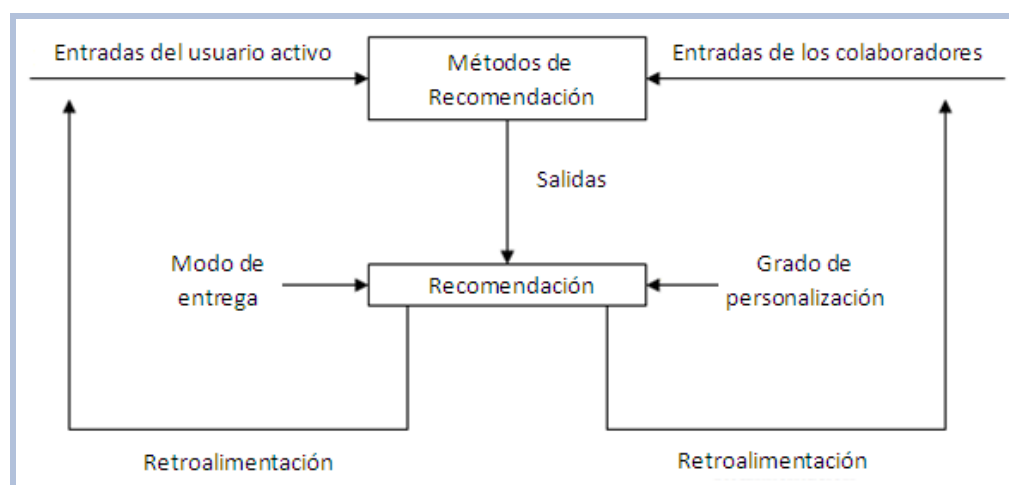 Entradas del usuario activo
Métodos de
Recomendación
Entradas de los colaboradores
Salidas
Modo de
entrega
Recomendación
Grado de
personalización
Retroalimentación
Retroalimentación